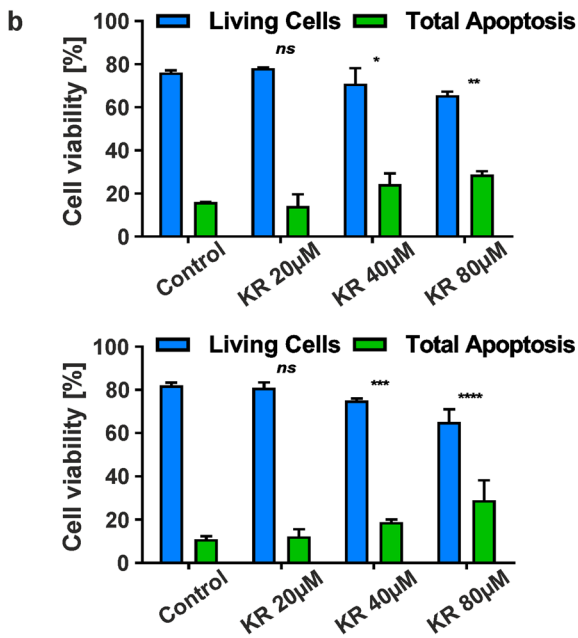 b
Living Cells Total Apoptosis
Cell viability [%]
100
80
60
40
20
0
ns
*
**
Control
KR 20µM
KR 40µM
KR 80µM
Living Cells Total Apoptosis
Cell viability [%]
100
80
60
40
20
0
ns
***
****
Control
KR 20µM
KR 40µM
KR 80µM